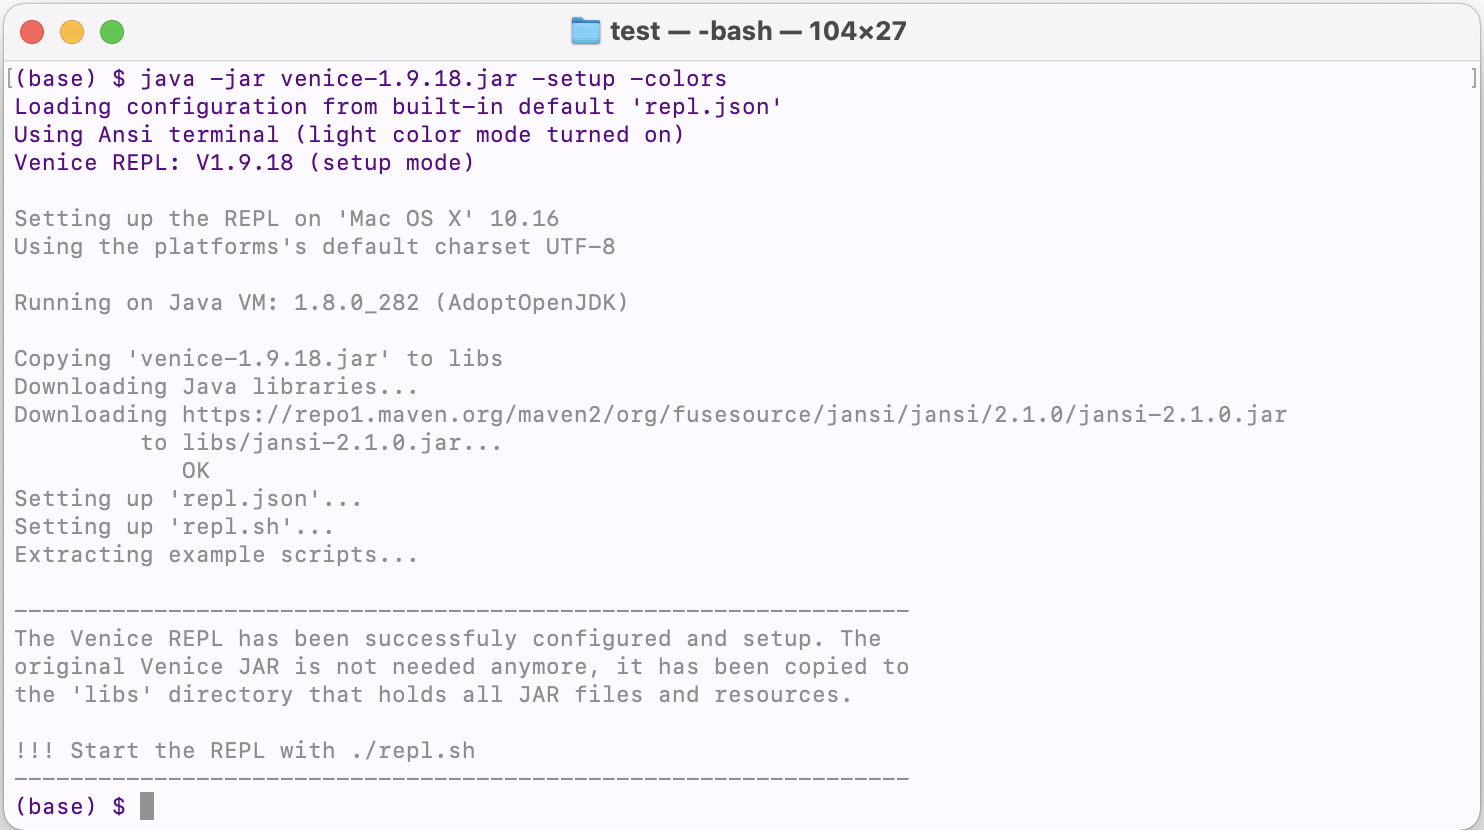 test — -bash — 104×27
[(base) $ java -jar venice-1.9.18.jar -setup -colors ]
Loading configuration from built-in default 'repl.json'
Using Ansi terminal (light color mode turned on)
Venice REPL: V1.9.18 (setup mode)
Setting up the REPL on 'Mac OS X' 10.16
Using the platforms's default charset UTF-8
Running on Java VM: 1.8.0_282 (AdoptOpenJDK)
Copying 'venice-1.9.18.jar' to libs
Downloading Java libraries...
Downloading https://repo1.maven.org/maven2/org/fusesource/jansi/jansi/2.1.0/jansi-2.1.0.jar
to libs/jansi-2.1.0.jar...
OK
Setting up 'repl.json'...
Setting up 'repl.sh'...
Extracting example scripts...
----------------------------------------------------------------
The Venice REPL has been successfuly configured and setup. The
original Venice JAR is not needed anymore, it has been copied to
the 'libs' directory that holds all JAR files and resources.
!!! Start the REPL with ./repl.sh
----------------------------------------------------------------
(base) $